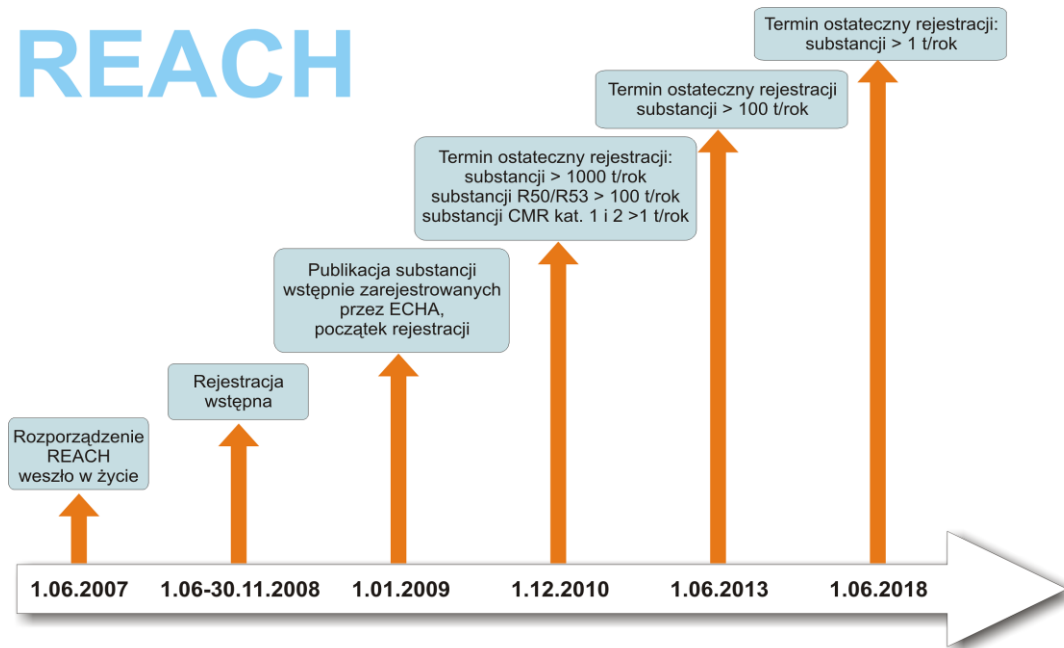 REACH
Rozporządzenie
REACH
weszło w życie
Rejestracja
wstępna
Publikacja substancji
wstępnie zarejestrowanych
przez ECHA,
początek rejestracji
Termin ostateczny rejestracji:
substancji > 1000 t/rok
substancji R50/R53 > 100 t/rok
substancji CMR kat. 1 i 2 >1 t/rok
Termin ostateczny rejestracji
substancji > 100 t/rok
Termin ostateczny rejestracji:
substancji > 1 t/rok
1.06.2007 1.06-30.11.2008 1.01.2009 1.12.2010 1.06.2013 1.06.2018